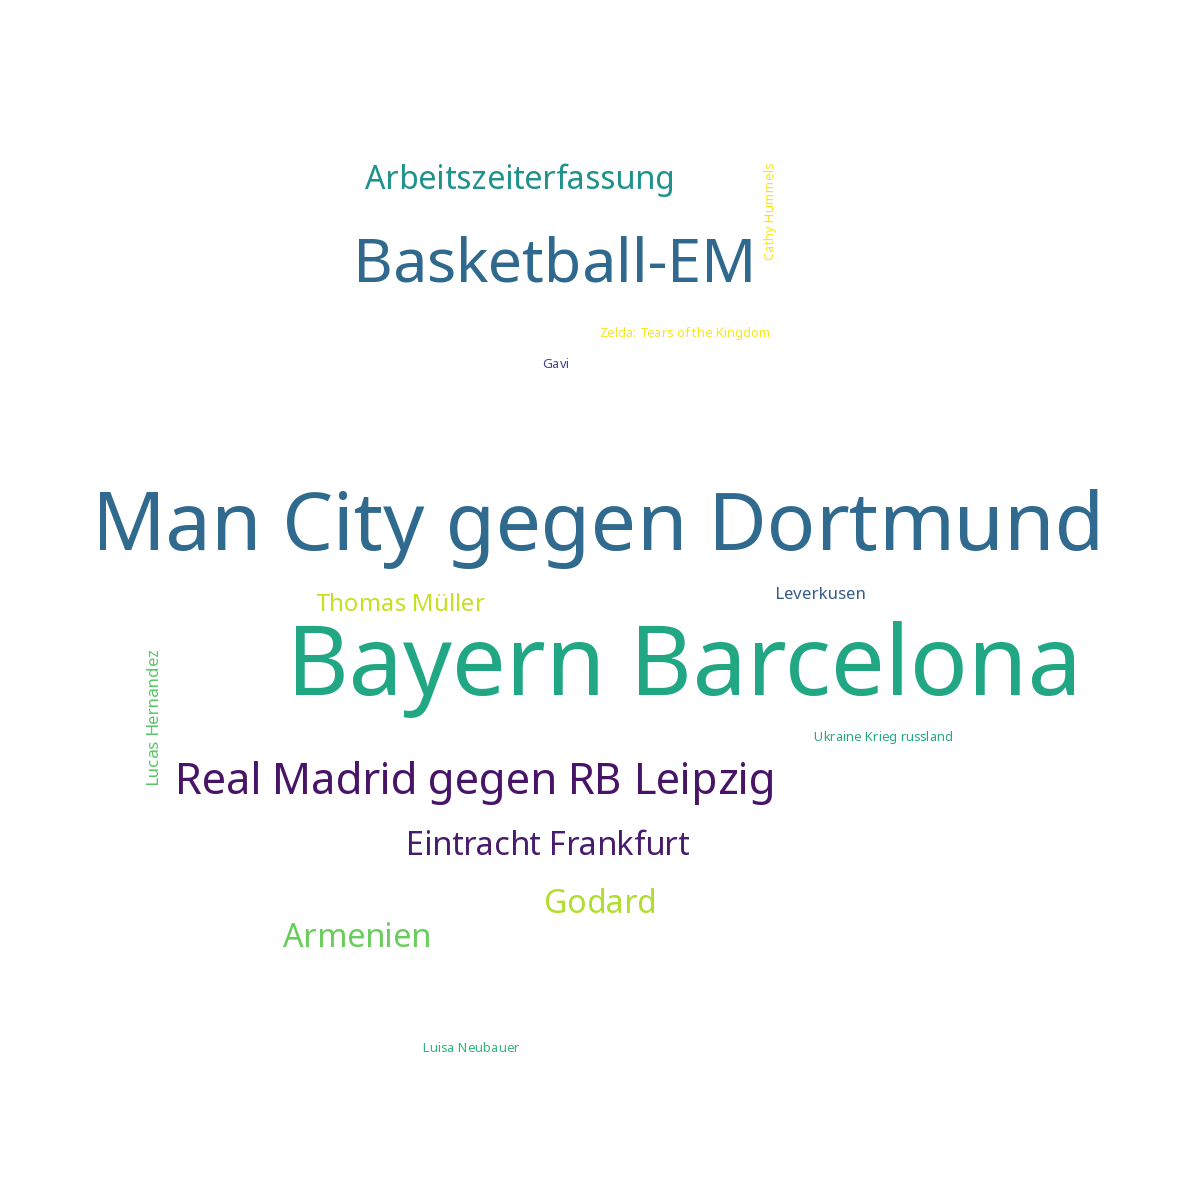 Arbeitszeiterfassung
Cathy Hummels
Basketball-EM
Zelda: Tears of the Kingdom
Gavi
Man City gegen Dortmund
Leverkusen
Thomas Müller
Bayern Barcelona
Lucas Hernandez
Ukraine Krieg russland
Real Madrid gegen RB Leipzig
Eintracht Frankfurt
Godard
Armenien
Luisa Neubauer